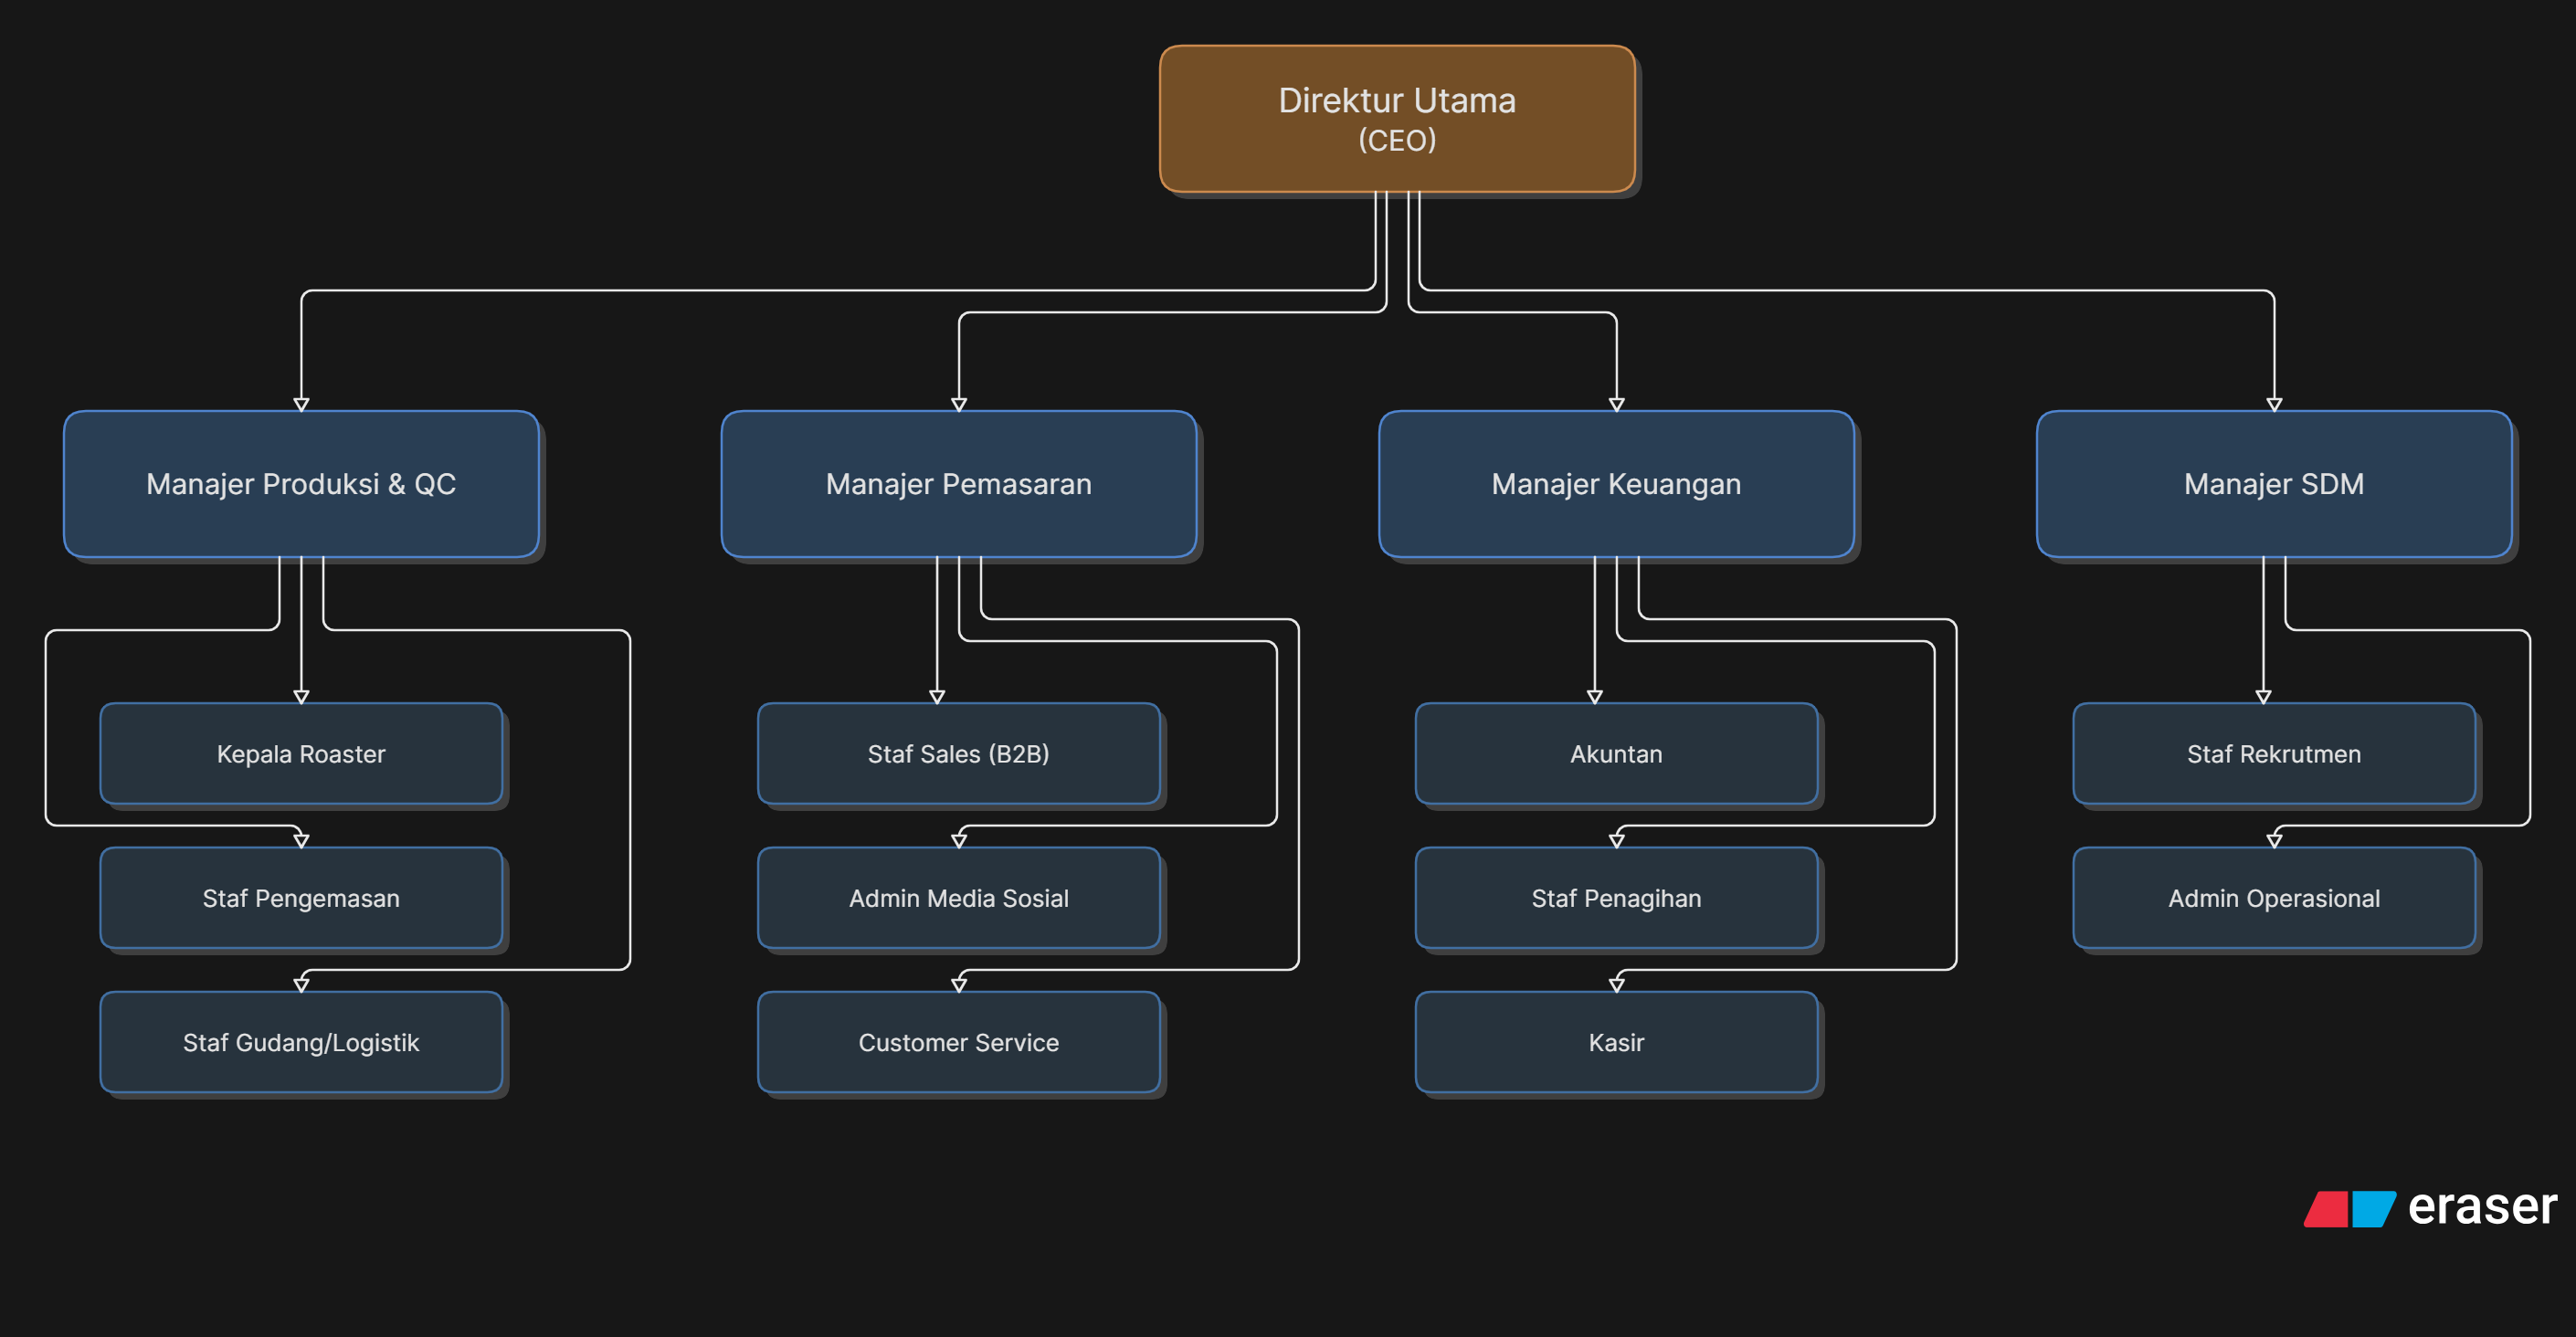 Direktur Utama
(CEO)
Manajer Produksi & QC
Manajer Pemasaran
Manajer Keuangan
Manajer SDM
Kepala Roaster
Staf Sales (B2B)
Akuntan
Staf Rekrutmen
Staf Pengemasan
Admin Media Sosial
Staf Penagihan
Admin Operasional
Staf Gudang/Logistik
Customer Service
Kasir
eraser